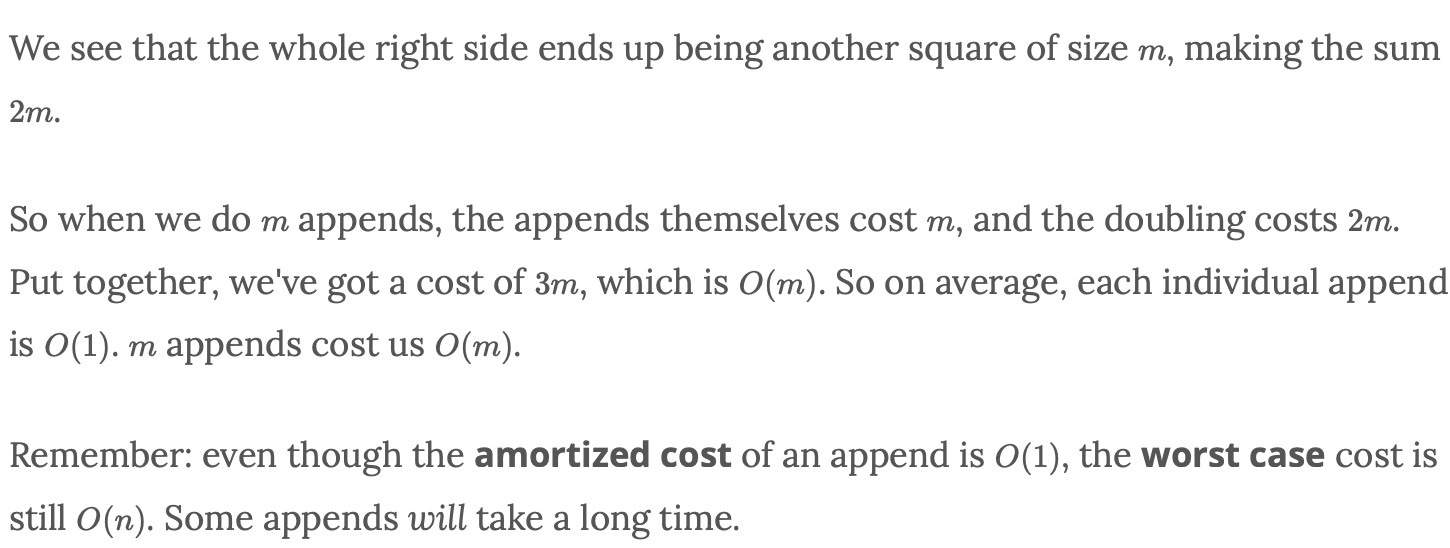 We see that the whole right side ends up being another square of size m, making the sum
2m.
So when we do m appends, the appends themselves cost m, and the doubling costs 2m.
Put together, we've got a cost of 3m, which is O(m). So on average, each individual append
is O(1). m appends cost us O(m).
Remember: even though the amortized cost of an append is O(1), the worst case cost is
still O(n). Some appends will take a long time.